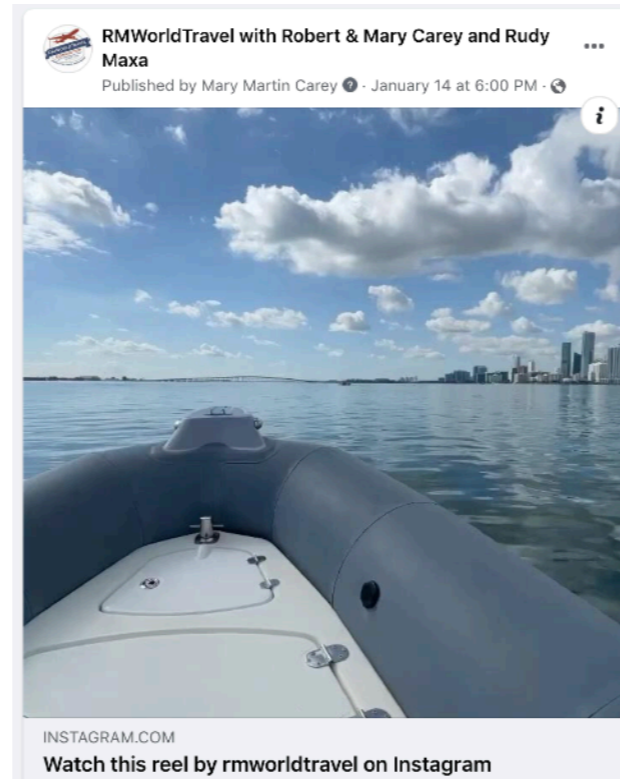 RMWorldTravel with Robert & Mary Carey and Rudy
Maxa
Published by Mary Martin Carey · January 14 at 6:00 PM ·
INSTAGRAM.COM
Watch this reel by rmworldtravel on Instagram